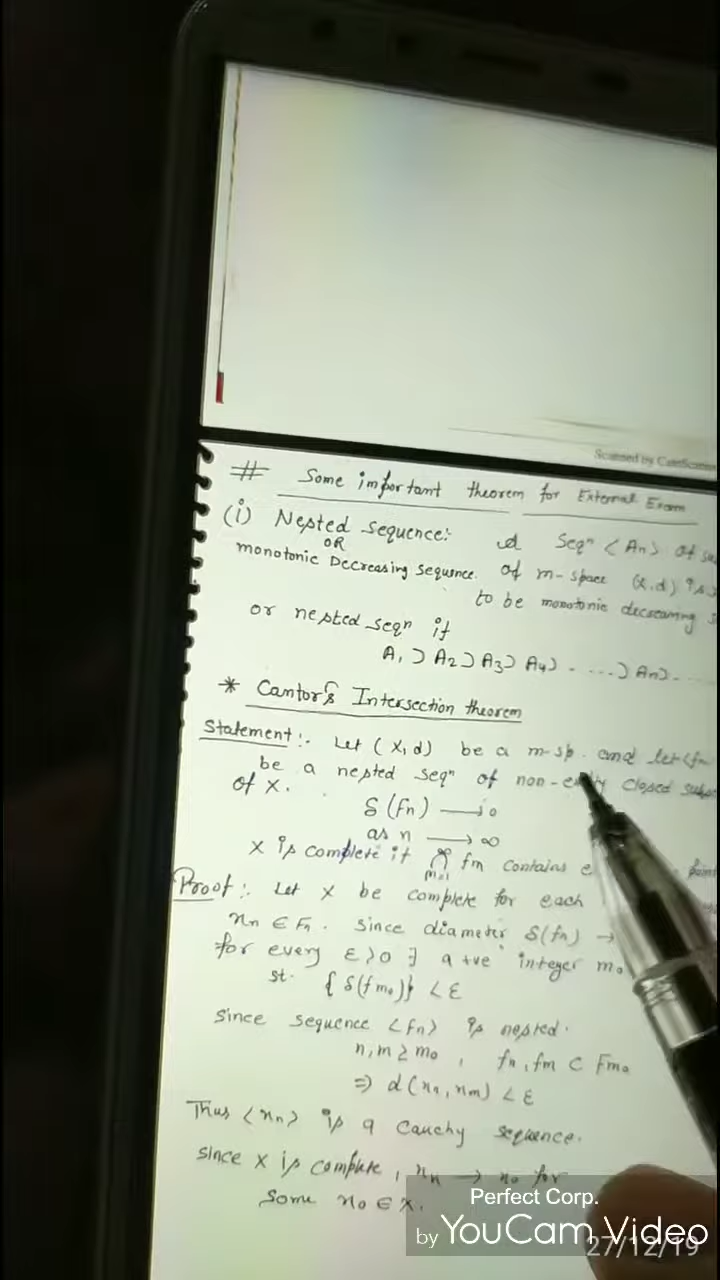 Scanned by
# Some important theorem for External Exam
(i) Nested sequence:- A Seqⁿ <An> of
OR
monotonic Decreasing sequence. of m-space (x,d) is
to be monotonic decreasing
or nested seqⁿ if
A₁ ⊃ A₂ ⊃ A₃ ⊃ A₄ ⊃ - ....⊃ An ⊃ ....
* Cantor's Intersection theorem
Statement:- Let (X,d) be a m-sp. and let <fn
be a nested seqⁿ of non-empty closed
of X.
δ(fn) → 0
as n → ∞
X is complete if ∞∩m=1 fm contains
Proof:- Let X be complete for each
xn ∈ Fn. Since diameter δ(fn) →
for every ε>0 ∃ a +ve integer m₀
st. {δ(fm₀)} < ε
Since sequence <fn> is nested.
n,m ≥ m₀ , fn, fm ⊂ Fm₀
⇒ d(xn, xm) < ε
Thus <xn> is a Cauchy sequence.
Since X is complete, xn → x₀ for
Some x₀ ∈ X.
Perfect Corp.
by YouCam Video
27/12/19